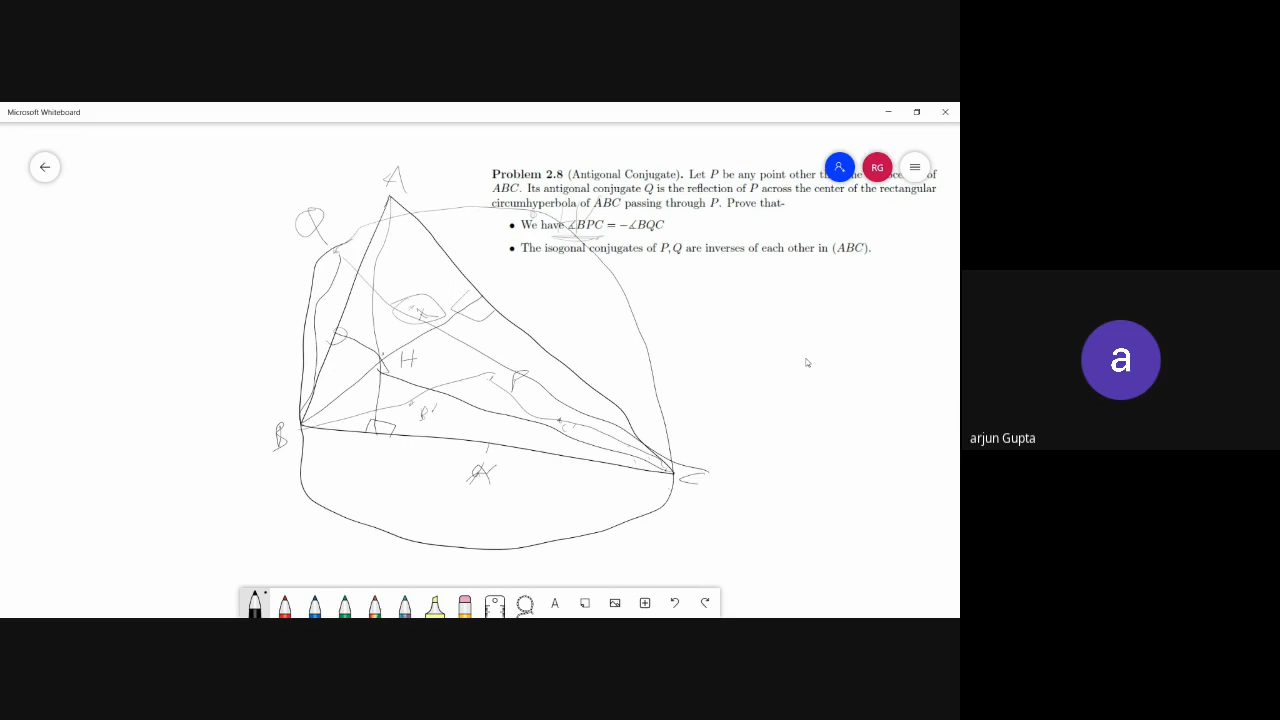 Microsoft Whiteboard
RG
Problem 2.8 (Antigonal Conjugate). Let P be any point other of
ABC. Its antigonal conjugate Q is the reflection of P across the center of the rectangular
circumhyperbola of ABC passing through P. Prove that-
• We have ∡BPC = −∡BQC
• The isogonal conjugates of P, Q are inverses of each other in (ABC).
A
H
P
B'
C'
B
C
A
a
arjun Gupta